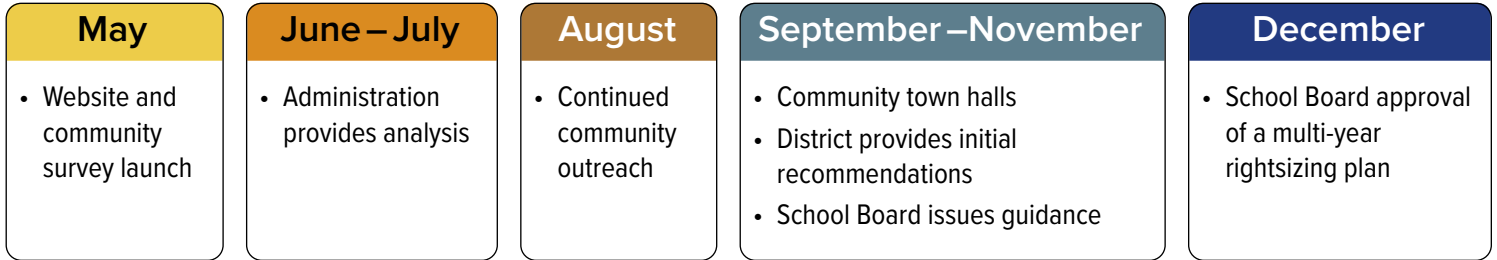 May
• Website and
community
survey launch
June – July
• Administration
provides analysis
August
• Continued
community
outreach
September –November
• Community town halls
• District provides initial
recommendations
• School Board issues guidance
December
• School Board approval
of a multi-year
rightsizing plan